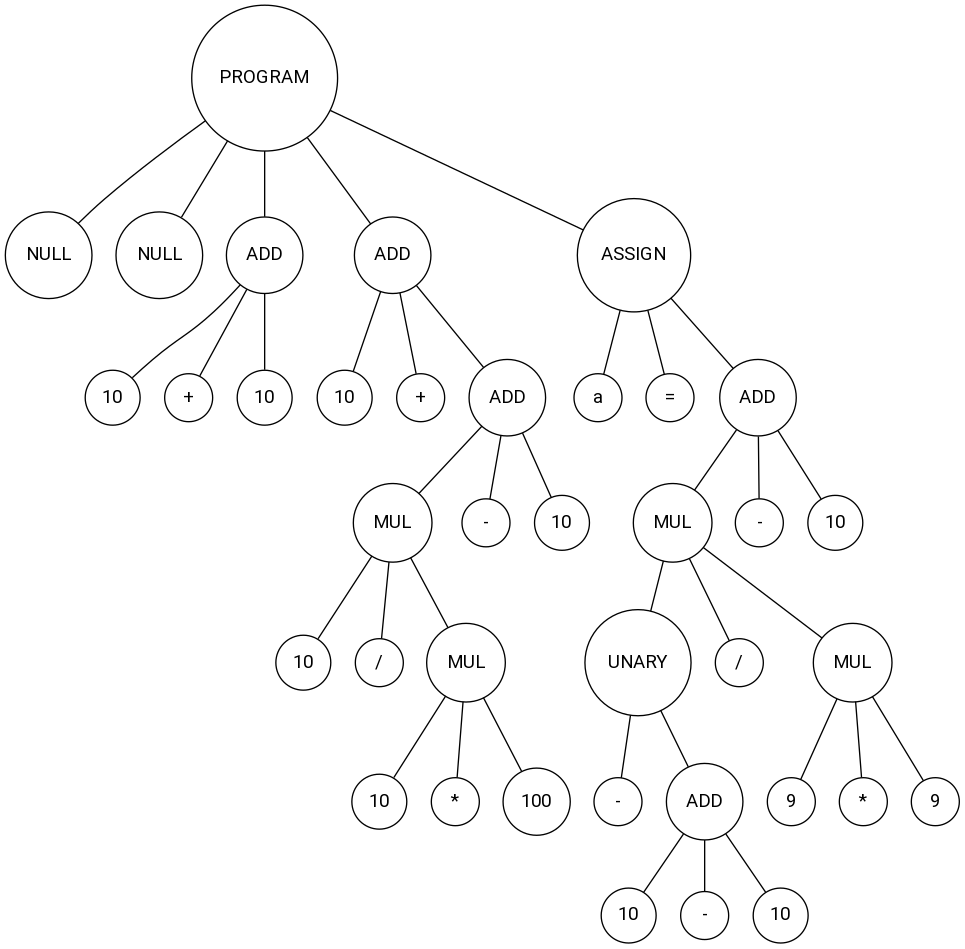 PROGRAM
NULL NULL ADD ADD ASSIGN
10 + 10 10 + ADD a = ADD
MUL - 10 MUL - 10
10 / MUL UNARY / MUL
10 * 100 - ADD 9 * 9
10 - 10